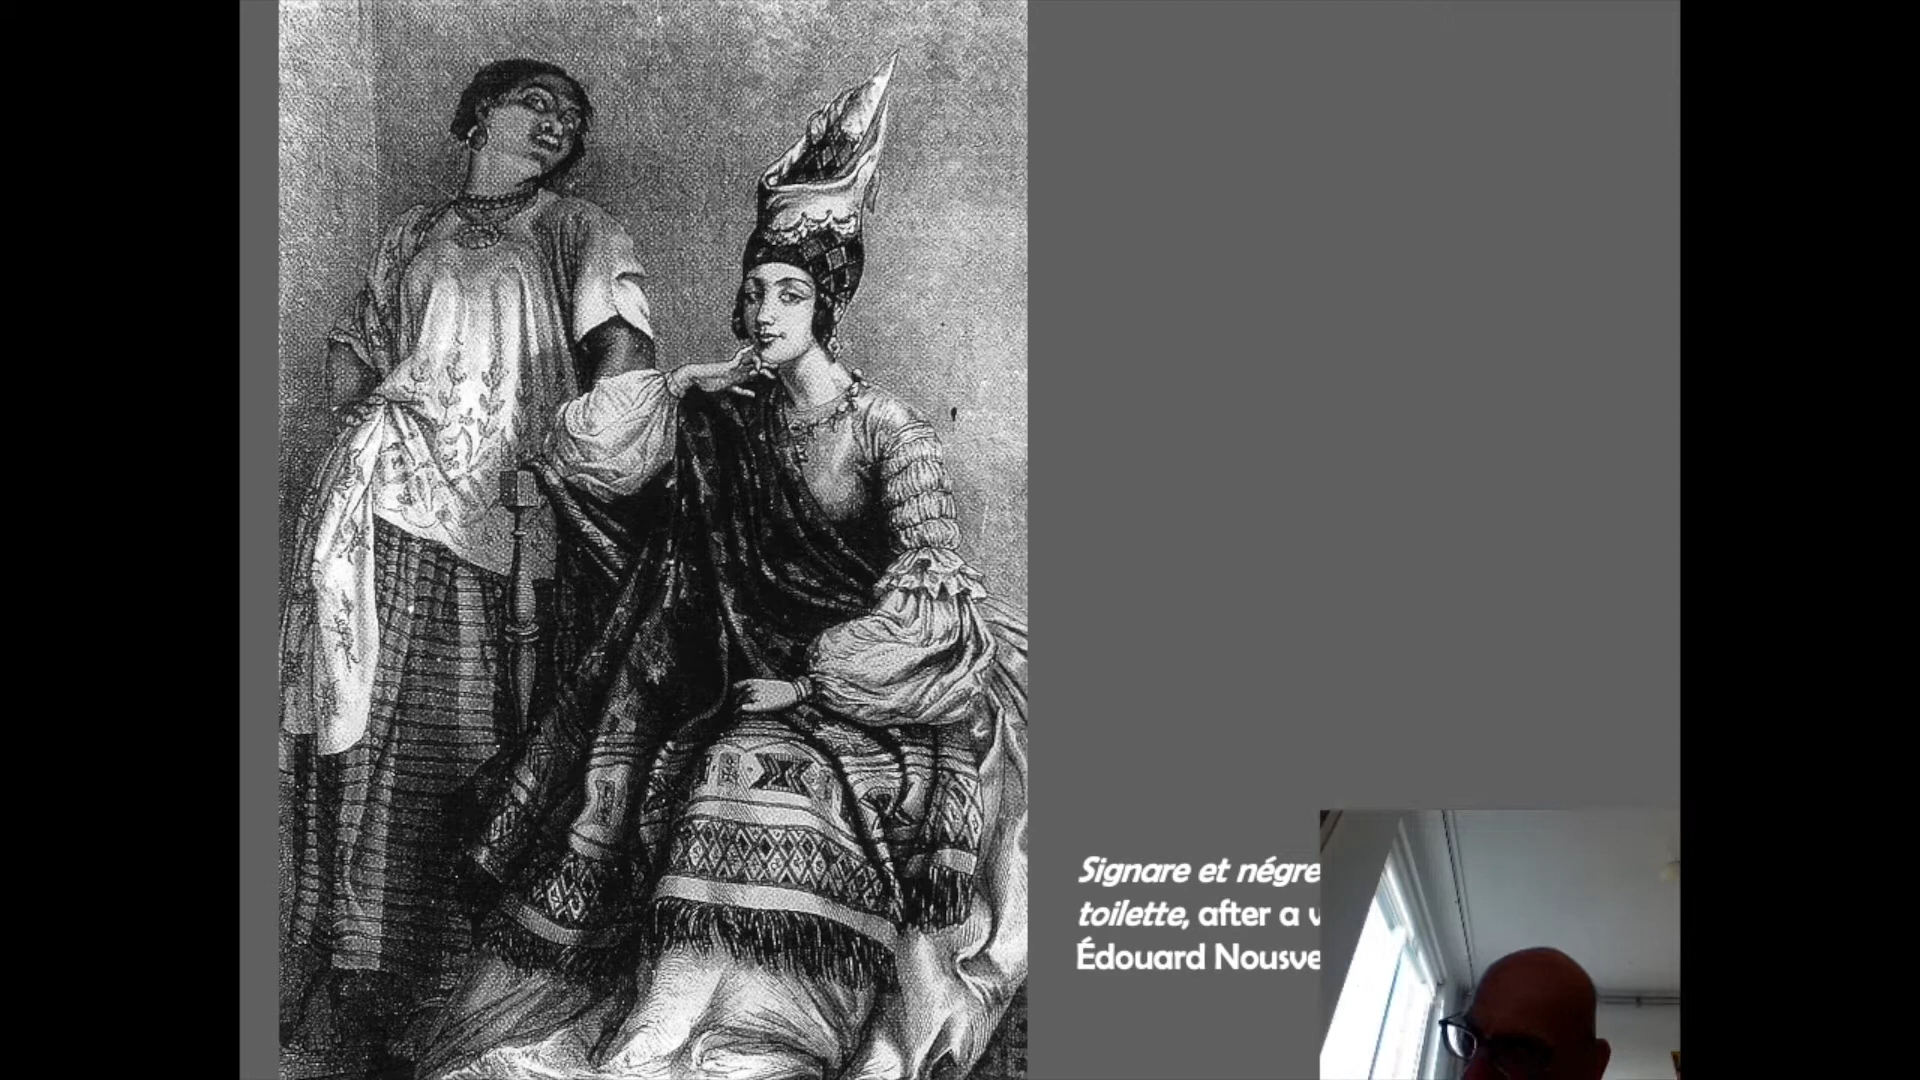 Signare et négre
toilette, after a
Édouard Nousve